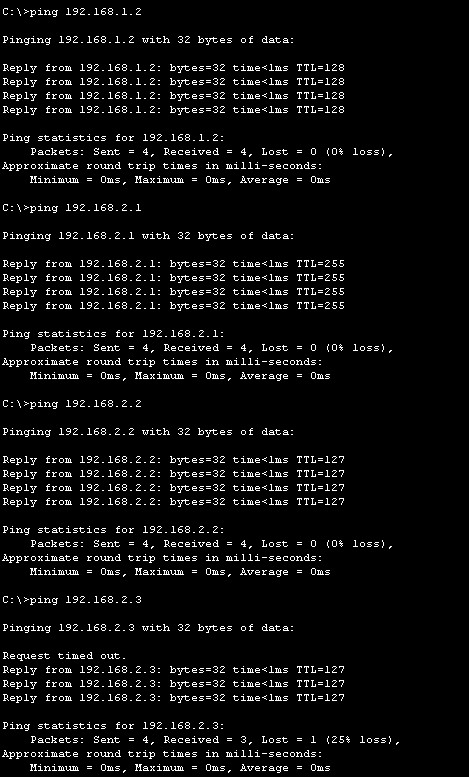 C:\>ping 192.168.1.2
Pinging 192.168.1.2 with 32 bytes of data:
Reply from 192.168.1.2: bytes=32 time<1ms TTL=128
Reply from 192.168.1.2: bytes=32 time<1ms TTL=128
Reply from 192.168.1.2: bytes=32 time<1ms TTL=128
Reply from 192.168.1.2: bytes=32 time<1ms TTL=128
Ping statistics for 192.168.1.2:
    Packets: Sent = 4, Received = 4, Lost = 0 (0% loss),
Approximate round trip times in milli-seconds:
    Minimum = 0ms, Maximum = 0ms, Average = 0ms
C:\>ping 192.168.2.1
Pinging 192.168.2.1 with 32 bytes of data:
Reply from 192.168.2.1: bytes=32 time<1ms TTL=255
Reply from 192.168.2.1: bytes=32 time<1ms TTL=255
Reply from 192.168.2.1: bytes=32 time<1ms TTL=255
Reply from 192.168.2.1: bytes=32 time<1ms TTL=255
Ping statistics for 192.168.2.1:
    Packets: Sent = 4, Received = 4, Lost = 0 (0% loss),
Approximate round trip times in milli-seconds:
    Minimum = 0ms, Maximum = 0ms, Average = 0ms
C:\>ping 192.168.2.2
Pinging 192.168.2.2 with 32 bytes of data:
Reply from 192.168.2.2: bytes=32 time<1ms TTL=127
Reply from 192.168.2.2: bytes=32 time<1ms TTL=127
Reply from 192.168.2.2: bytes=32 time<1ms TTL=127
Reply from 192.168.2.2: bytes=32 time<1ms TTL=127
Ping statistics for 192.168.2.2:
    Packets: Sent = 4, Received = 4, Lost = 0 (0% loss),
Approximate round trip times in milli-seconds:
    Minimum = 0ms, Maximum = 0ms, Average = 0ms
C:\>ping 192.168.2.3
Pinging 192.168.2.3 with 32 bytes of data:
Request timed out.
Reply from 192.168.2.3: bytes=32 time<1ms TTL=127
Reply from 192.168.2.3: bytes=32 time<1ms TTL=127
Reply from 192.168.2.3: bytes=32 time<1ms TTL=127
Ping statistics for 192.168.2.3:
    Packets: Sent = 4, Received = 3, Lost = 1 (25% loss),
Approximate round trip times in milli-seconds:
    Minimum = 0ms, Maximum = 0ms, Average = 0ms